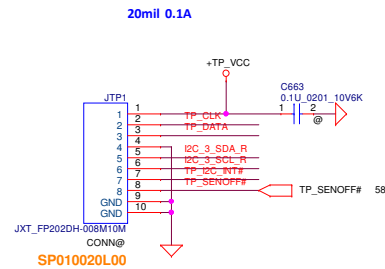 20mil 0.1A
+TP_VCC
C663
0.1U_0201_10V6K
1 2
@
JTP1
1 1
2 2 TP_CLK
3 3 TP_DATA
4 4
5 5 I2C_3_SDA_R
6 6 I2C_3_SCL_R
7 7 TP_I2C_INT#
8 8 TP_SENOFF#
TP_SENOFF# 58
GND 9
GND 10
JXT_FP202DH-008M10M
CONN@
SP010020L00